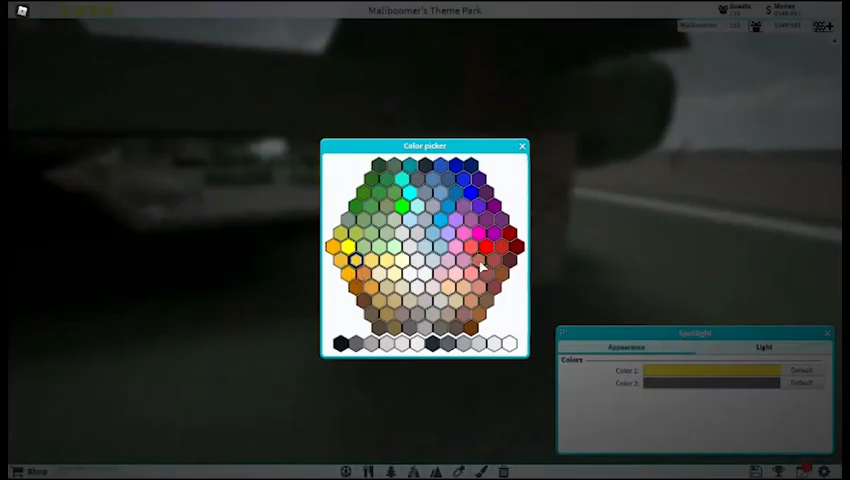 Maliboomer's Theme Park
Guests
Money
Color picker
Spotlight
Appearance
Light
Colors
Color 1:
Default
Color 2:
Default
Shop